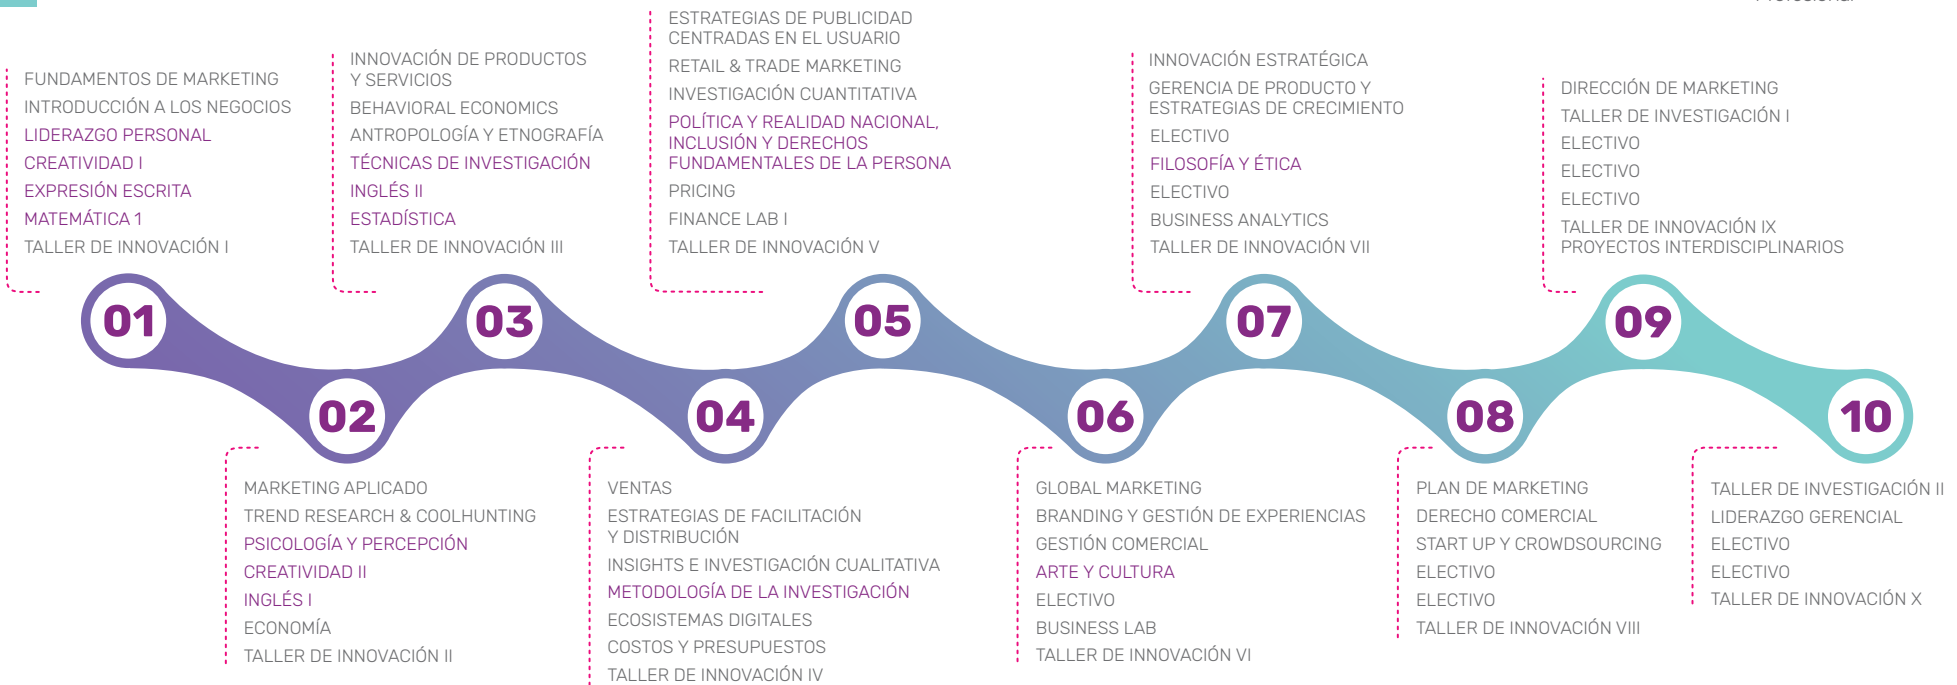 Profesional
FUNDAMENTOS DE MARKETING
INTRODUCCIÓN A LOS NEGOCIOS
LIDERAZGO PERSONAL
CREATIVIDAD I
EXPRESIÓN ESCRITA
MATEMÁTICA 1
TALLER DE INNOVACIÓN I
INNOVACIÓN DE PRODUCTOS
Y SERVICIOS
BEHAVIORAL ECONOMICS
ANTROPOLOGÍA Y ETNOGRAFÍA
TÉCNICAS DE INVESTIGACIÓN
INGLÉS II
ESTADÍSTICA
TALLER DE INNOVACIÓN III
ESTRATEGIAS DE PUBLICIDAD
CENTRADAS EN EL USUARIO
RETAIL & TRADE MARKETING
INVESTIGACIÓN CUANTITATIVA
POLÍTICA Y REALIDAD NACIONAL,
INCLUSIÓN Y DERECHOS
FUNDAMENTALES DE LA PERSONA
PRICING
FINANCE LAB I
TALLER DE INNOVACIÓN V
INNOVACIÓN ESTRATÉGICA
GERENCIA DE PRODUCTO Y
ESTRATEGIAS DE CRECIMIENTO
ELECTIVO
FILOSOFÍA Y ÉTICA
ELECTIVO
BUSINESS ANALYTICS
TALLER DE INNOVACIÓN VII
DIRECCIÓN DE MARKETING
TALLER DE INVESTIGACIÓN I
ELECTIVO
ELECTIVO
ELECTIVO
TALLER DE INNOVACIÓN IX
PROYECTOS INTERDISCIPLINARIOS
01
03
05
07
09
02
04
06
08
10
MARKETING APLICADO
TREND RESEARCH & COOLHUNTING
PSICOLOGÍA Y PERCEPCIÓN
CREATIVIDAD II
INGLÉS I
ECONOMÍA
TALLER DE INNOVACIÓN II
VENTAS
ESTRATEGIAS DE FACILITACIÓN
Y DISTRIBUCIÓN
INSIGHTS E INVESTIGACIÓN CUALITATIVA
METODOLOGÍA DE LA INVESTIGACIÓN
ECOSISTEMAS DIGITALES
COSTOS Y PRESUPUESTOS
TALLER DE INNOVACIÓN IV
GLOBAL MARKETING
BRANDING Y GESTIÓN DE EXPERIENCIAS
GESTIÓN COMERCIAL
ARTE Y CULTURA
ELECTIVO
BUSINESS LAB
TALLER DE INNOVACIÓN VI
PLAN DE MARKETING
DERECHO COMERCIAL
START UP Y CROWDSOURCING
ELECTIVO
ELECTIVO
TALLER DE INNOVACIÓN VIII
TALLER DE INVESTIGACIÓN II
LIDERAZGO GERENCIAL
ELECTIVO
ELECTIVO
TALLER DE INNOVACIÓN X